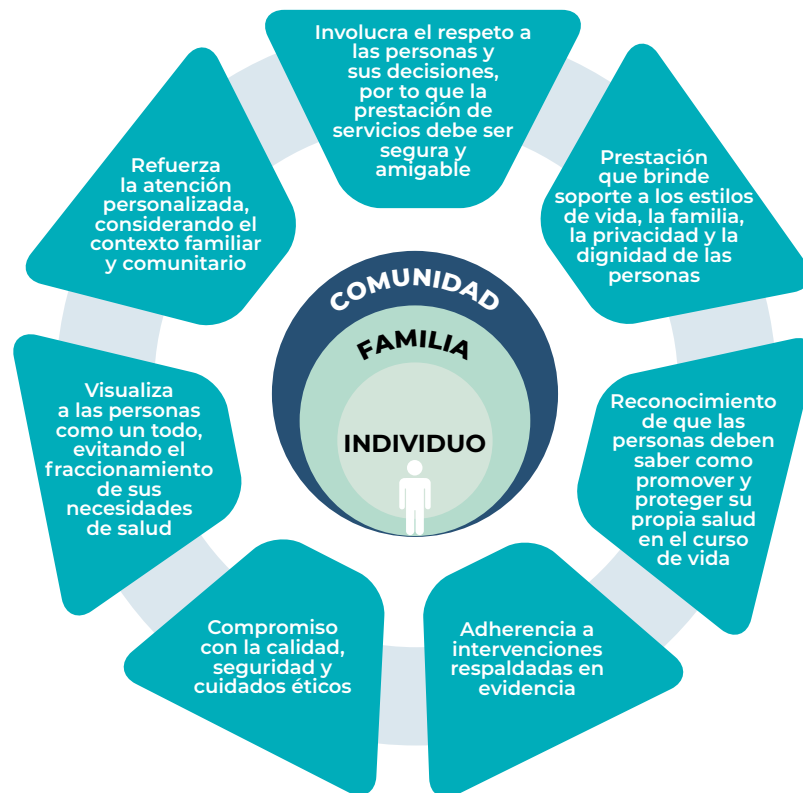 Involucra el respeto a
las personas y
sus decisiones,
por to que la
prestación de
servicios debe ser
segura y
amigable
Prestación
que brinde
soporte a los estilos
de vida, la familia,
la privacidad y la
dignidad de las
personas
Reconocimiento
de que las
personas deben
saber como
promover y
proteger su
propia salud
en el curso
de vida
Adherencia a
intervenciones
respaldadas en
evidencia
Compromiso
con la calidad,
seguridad y
cuidados éticos
Visualiza
a las personas
como un todo,
evitando el
fraccionamiento
de sus
necesidades
de salud
Refuerza
la atención
personalizada,
considerando el
contexto familiar
y comunitario
COMUNIDAD
FAMILIA
INDIVIDUO